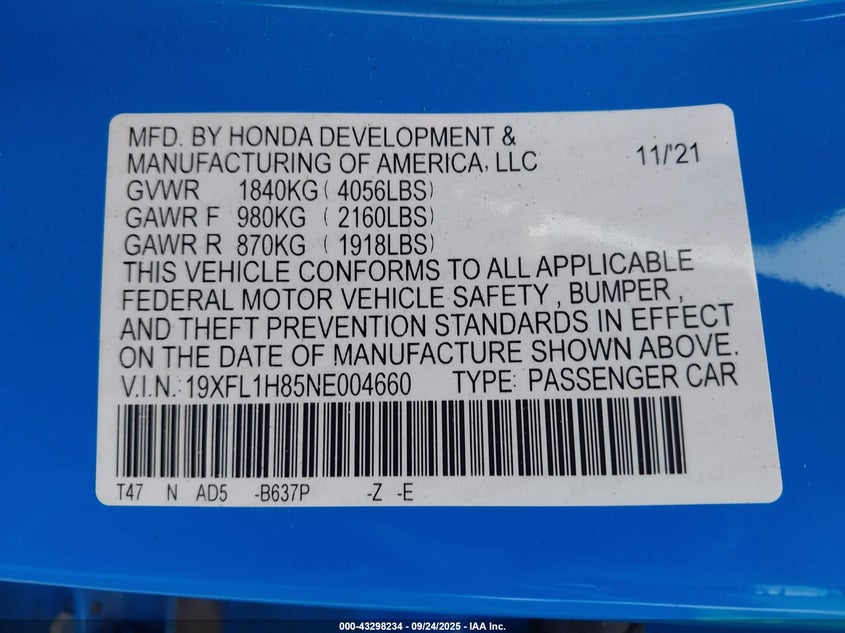 MFD. BY HONDA DEVELOPMENT &
MANUFACTURING OF AMERICA, LLC 11/'21
GVWR 1840KG ( 4056LBS)
GAWR F 980KG ( 2160LBS)
GAWR R 870KG ( 1918LBS)
THIS VEHICLE CONFORMS TO ALL APPLICABLE
FEDERAL MOTOR VEHICLE SAFETY , BUMPER ,
AND THEFT PREVENTION STANDARDS IN EFFECT
ON THE DATE OF MANUFACTURE SHOWN ABOVE.
V.I.N.: 19XFL1H85NE004660 TYPE: PASSENGER CAR
T47 N AD5 -B637P -Z -E
000-43298234 - 09/24/2025 - IAA Inc.